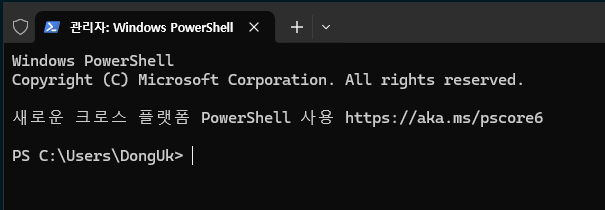 관리자: Windows PowerShell
Windows PowerShell
Copyright (C) Microsoft Corporation. All rights reserved.
새로운 크로스 플랫폼 PowerShell 사용 https://aka.ms/pscore6
PS C:\Users\DongUk>